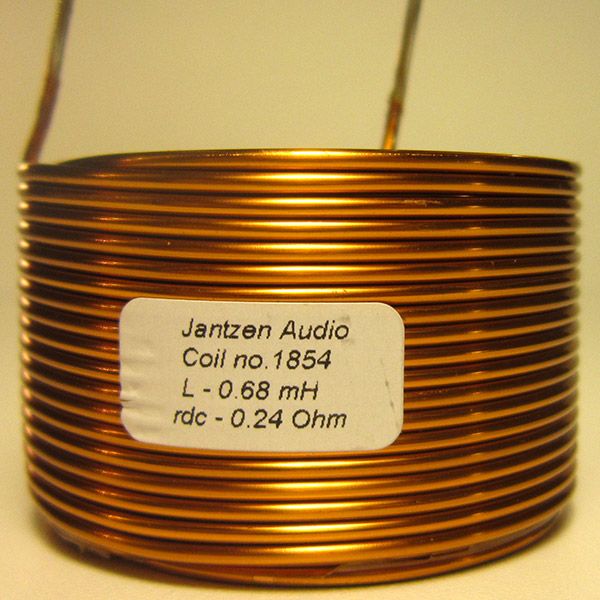 Jantzen Audio
Coil no.1854
L - 0.68 mH
rdc - 0.24 Ohm